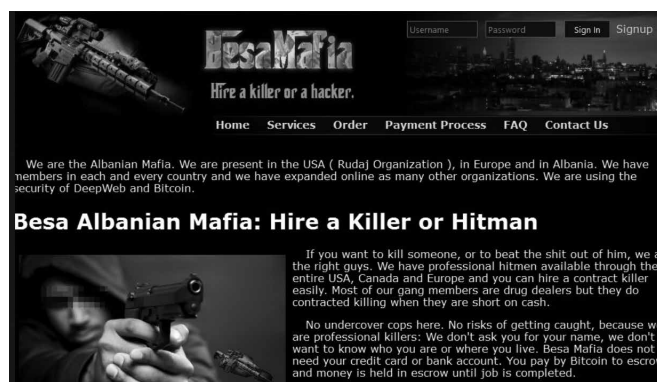 Username Password Sign In Signup
BesaMafia
Hire a killer or a hacker.
Home Services Order Payment Process FAQ Contact Us
We are the Albanian Mafia. We are present in the USA ( Rudaj Organization ), in Europe and in Albania. We have
members in each and every country and we have expanded online as many other organizations. We are using the
security of DeepWeb and Bitcoin.
Besa Albanian Mafia: Hire a Killer or Hitman
If you want to kill someone, or to beat the shit out of him, we
the right guys. We have professional hitmen available through the
entire USA, Canada and Europe and you can hire a contract killer
easily. Most of our gang members are drug dealers but they do
contracted killing when they are short on cash.
No undercover cops here. No risks of getting caught, because
are professional killers: We don't ask you for your name, we don't
want to know who you are or where you live. Besa Mafia does not
need your credit card or bank account. You pay by Bitcoin to
and money is held in escrow until job is completed.